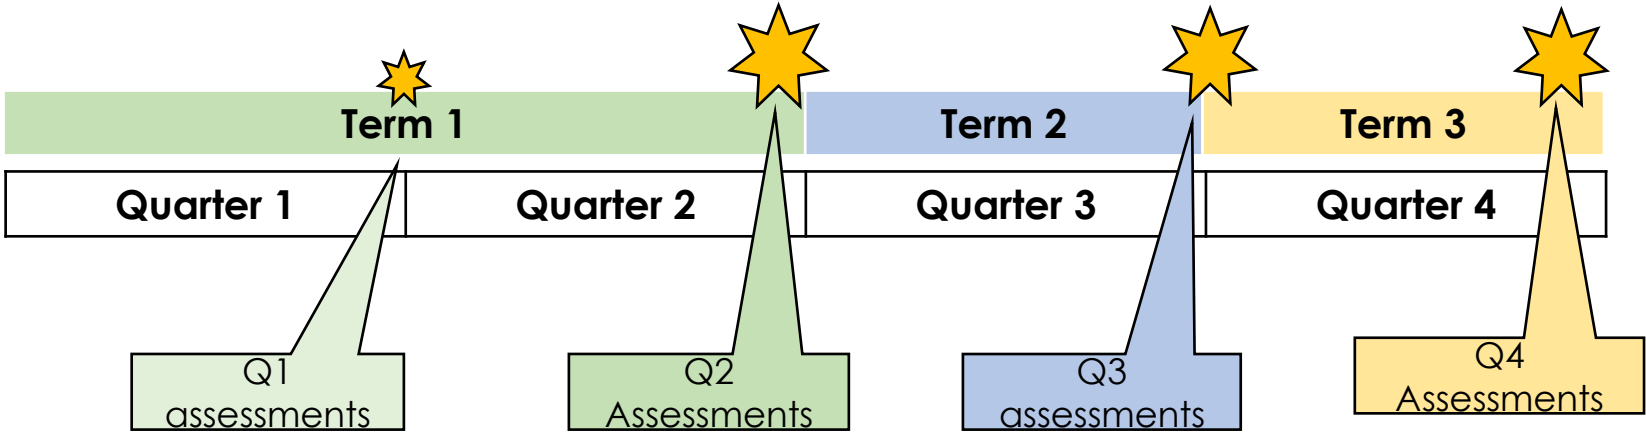 Term 1
Term 2
Term 3
Quarter 1
Quarter 2
Quarter 3
Quarter 4
Q1
assessments
Q2
Assessments
Q3
assessments
Q4
Assessments